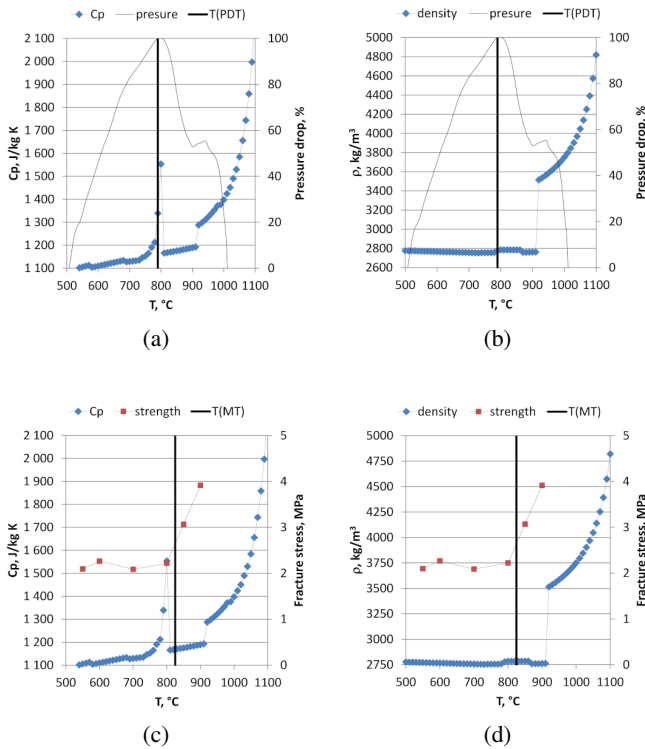 Cp presure T(PDT)
2 100
2 000
1 900
1 800
1 700
1 600
1 500
1 400
1 300
1 200
1 100
Cp, J/kg K
100
80
60
40
20
0
Pressure drop, %
500 600 700 800 900 1000 1100
T, °C
(a)
density presure T(PDT)
5000
4800
4600
4400
4200
4000
3800
3600
3400
3200
3000
2800
2600
ρ, kg/m³
100
80
60
40
20
0
Pressure drop, %
500 600 700 800 900 1000 1100
T, °C
(b)
Cp strength T(MT)
2 100
2 000
1 900
1 800
1 700
1 600
1 500
1 400
1 300
1 200
1 100
Cp, J/kg K
5
4
3
2
1
0
Fracture stress, MPa
500 600 700 800 900 1000 1100
T, °C
(c)
density strength T(MT)
5000
4750
4500
4250
4000
3750
3500
3250
3000
2750
ρ, kg/m³
5
4
3
2
1
0
Fracture stress, MPa
500 600 700 800 900 1000 1100
T, °C
(d)